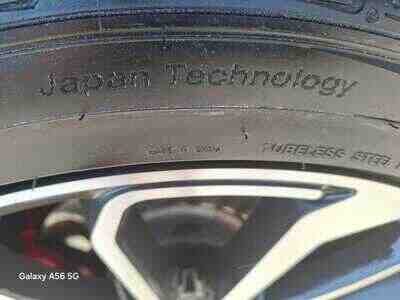 Japan Technology
TUBELESS STEEL
Galaxy A56 5G